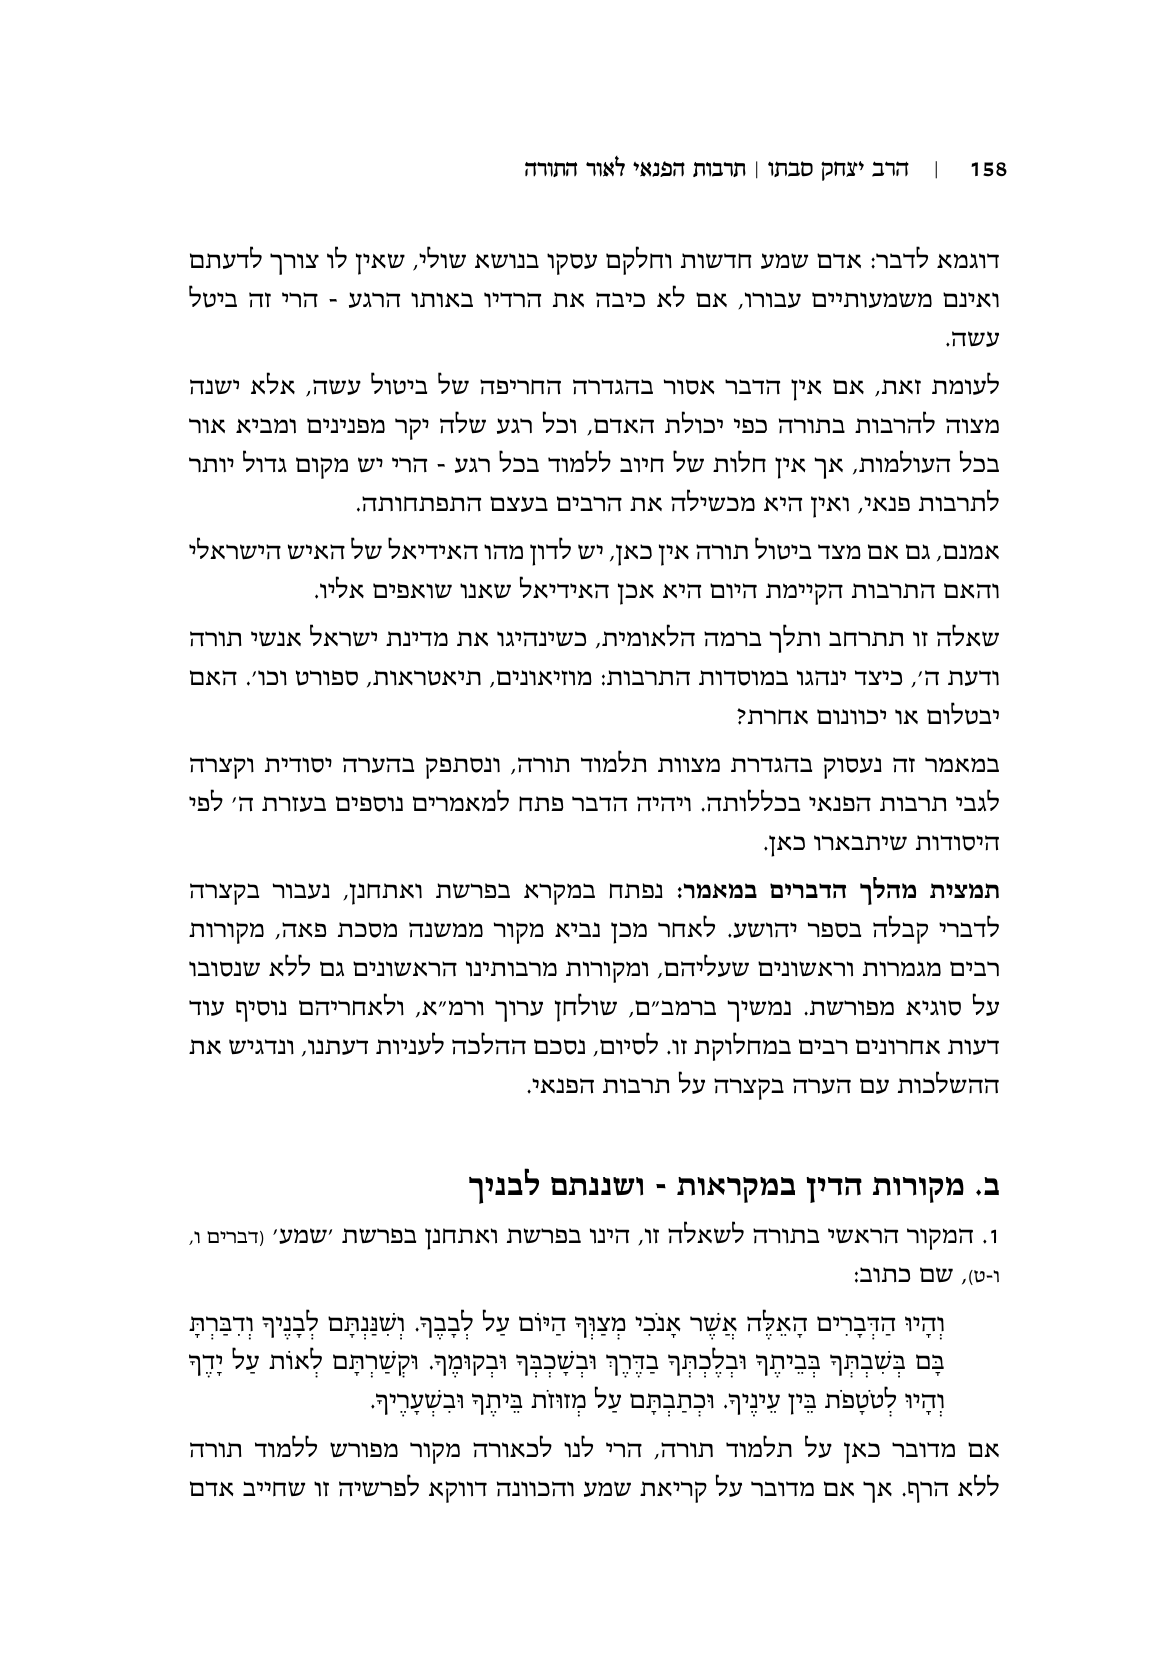 158 | הרב יצחק סבתו | תרבות הפנאי לאור התורה
דוגמא לדבר: אדם שמע חדשות וחלקם עסקו בנושא שולי, שאין לו צורך לדעתם
ואינם משמעותיים עבורו, אם לא כיבה את הרדיו באותו הרגע - הרי זה ביטל
עשה.
לעומת זאת, אם אין הדבר אסור בהגדרה החריפה של ביטול עשה, אלא ישנה
מצוה להרבות בתורה כפי יכולת האדם, וכל רגע שלה יקר מפנינים ומביא אור
בכל העולמות, אך אין חלות של חיוב ללמוד בכל רגע - הרי יש מקום גדול יותר
לתרבות פנאי, ואין היא מכשילה את הרבים בעצם התפתחותה.
אמנם, גם אם מצד ביטול תורה אין כאן, יש לדון מהו האידיאל של האיש הישראלי
והאם התרבות הקיימת היום היא אכן האידיאל שאנו שואפים אליו.
שאלה זו תתרחב ותלך ברמה הלאומית, כשינהיגו את מדינת ישראל אנשי תורה
ודעת ה׳, כיצד ינהגו במוסדות התרבות: מוזיאונים, תיאטראות, ספורט וכו׳. האם
יבטלום או יכוונום אחרת?
במאמר זה נעסוק בהגדרת מצוות תלמוד תורה, ונסתפק בהערה יסודית וקצרה
לגבי תרבות הפנאי בכללותה. ויהיה הדבר פתח למאמרים נוספים בעזרת ה׳ לפי
היסודות שיתבארו כאן.
תמצית מהלך הדברים במאמר: נפתח במקרא בפרשת ואתחנן, נעבור בקצרה
לדברי קבלה בספר יהושע. לאחר מכן נביא מקור ממשנה מסכת פאה, מקורות
רבים מגמרות וראשונים שעליהם, ומקורות מרבותינו הראשונים גם ללא שנסובו
על סוגיא מפורשת. נמשיך ברמב״ם, שולחן ערוך ורמ״א, ולאחריהם נוסיף עוד
דעות אחרונים רבים במחלוקת זו. לסיום, נסכם ההלכה לעניות דעתנו, ונדגיש את
ההשלכות עם הערה בקצרה על תרבות הפנאי.
ב. מקורות הדין במקראות - ושננתם לבניך
1. המקור הראשי בתורה לשאלה זו, הינו בפרשת ואתחנן בפרשת ׳שמע׳ (דברים ו,
ו-ט), שם כתוב:
וְהָיוּ הַדְּבָרִים הָאֵלֶּה אֲשֶׁר אָנֹכִי מְצַוְּךָ הַיּוֹם עַל לְבָבֶךָ. וְשִׁנַּנְתָּם לְבָנֶיךָ וְדִבַּרְתָּ
בָּם בְּשִׁבְתְּךָ בְּבֵיתֶךָ וּבְלֶכְתְּךָ בַדֶּרֶךְ וּבְשָׁכְבְּךָ וּבְקוּמֶךָ. וּקְשַׁרְתָּם לְאוֹת עַל יָדֶךָ
וְהָיוּ לְטֹטָפֹת בֵּין עֵינֶיךָ. וּכְתַבְתָּם עַל מְזוּזֹת בֵּיתֶךָ וּבִשְׁעָרֶיךָ.
אם מדובר כאן על תלמוד תורה, הרי לנו לכאורה מקור מפורש ללמוד תורה
ללא הרף. אך אם מדובר על קריאת שמע והכוונה דווקא לפרשיה זו שחייב אדם